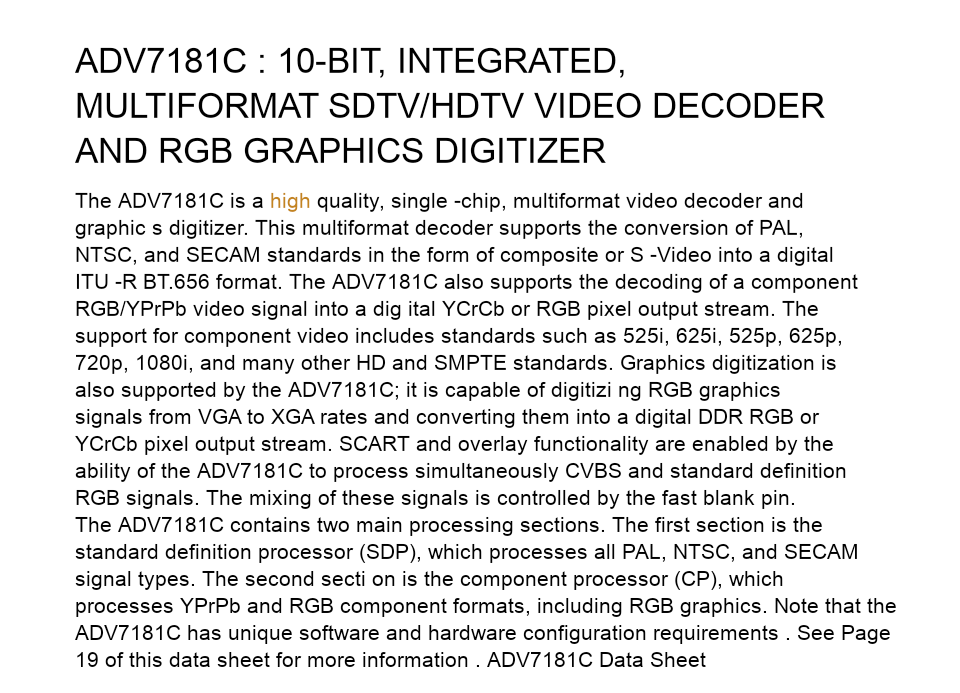 ADV7181C : 10-BIT, INTEGRATED,
MULTIFORMAT SDTV/HDTV VIDEO DECODER
AND RGB GRAPHICS DIGITIZER
The ADV7181C is a high quality, single -chip, multiformat video decoder and
graphic s digitizer. This multiformat decoder supports the conversion of PAL,
NTSC, and SECAM standards in the form of composite or S -Video into a digital
ITU -R BT.656 format. The ADV7181C also supports the decoding of a component
RGB/YPrPb video signal into a dig ital YCrCb or RGB pixel output stream. The
support for component video includes standards such as 525i, 625i, 525p, 625p,
720p, 1080i, and many other HD and SMPTE standards. Graphics digitization is
also supported by the ADV7181C; it is capable of digitizi ng RGB graphics
signals from VGA to XGA rates and converting them into a digital DDR RGB or
YCrCb pixel output stream. SCART and overlay functionality are enabled by the
ability of the ADV7181C to process simultaneously CVBS and standard definition
RGB signals. The mixing of these signals is controlled by the fast blank pin.
The ADV7181C contains two main processing sections. The first section is the
standard definition processor (SDP), which processes all PAL, NTSC, and SECAM
signal types. The second secti on is the component processor (CP), which
processes YPrPb and RGB component formats, including RGB graphics. Note that the
ADV7181C has unique software and hardware configuration requirements . See Page
19 of this data sheet for more information . ADV7181C Data Sheet